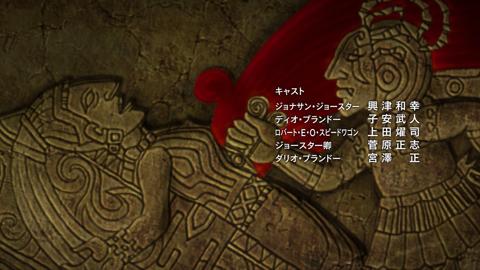 キャスト
ジョナサン・ジョースター 興津和幸
ディオ・ブランドー 子安武人
ロバート・E・O・スピードワゴン 上田燿司
ジョースター卿 菅原正志
ダリオ・ブランドー 宮澤 正